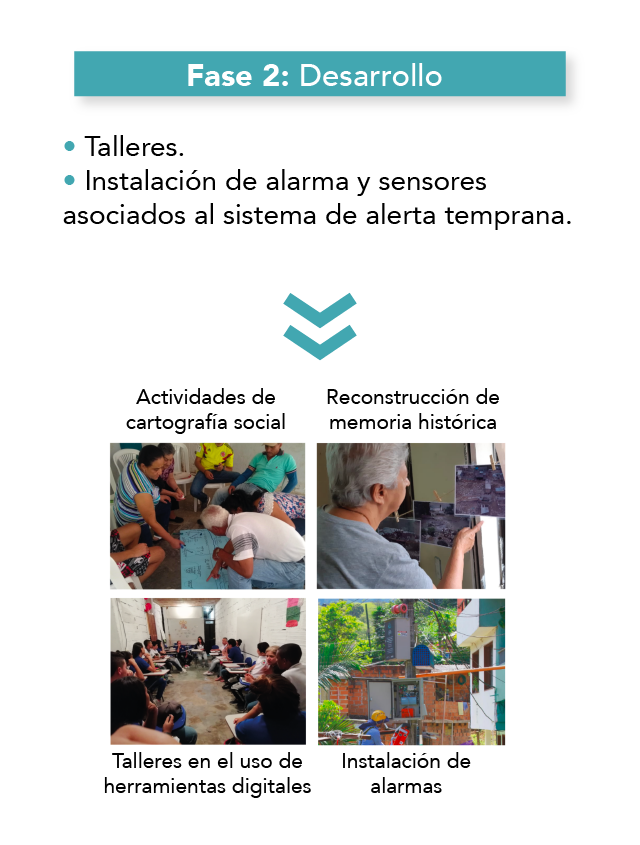 Fase 2: Desarrollo
• Talleres.
• Instalación de alarma y sensores
asociados al sistema de alerta temprana.
Actividades de
cartografía social
Reconstrucción de
memoria histórica
Talleres en el uso de
herramientas digitales
Instalación de
alarmas